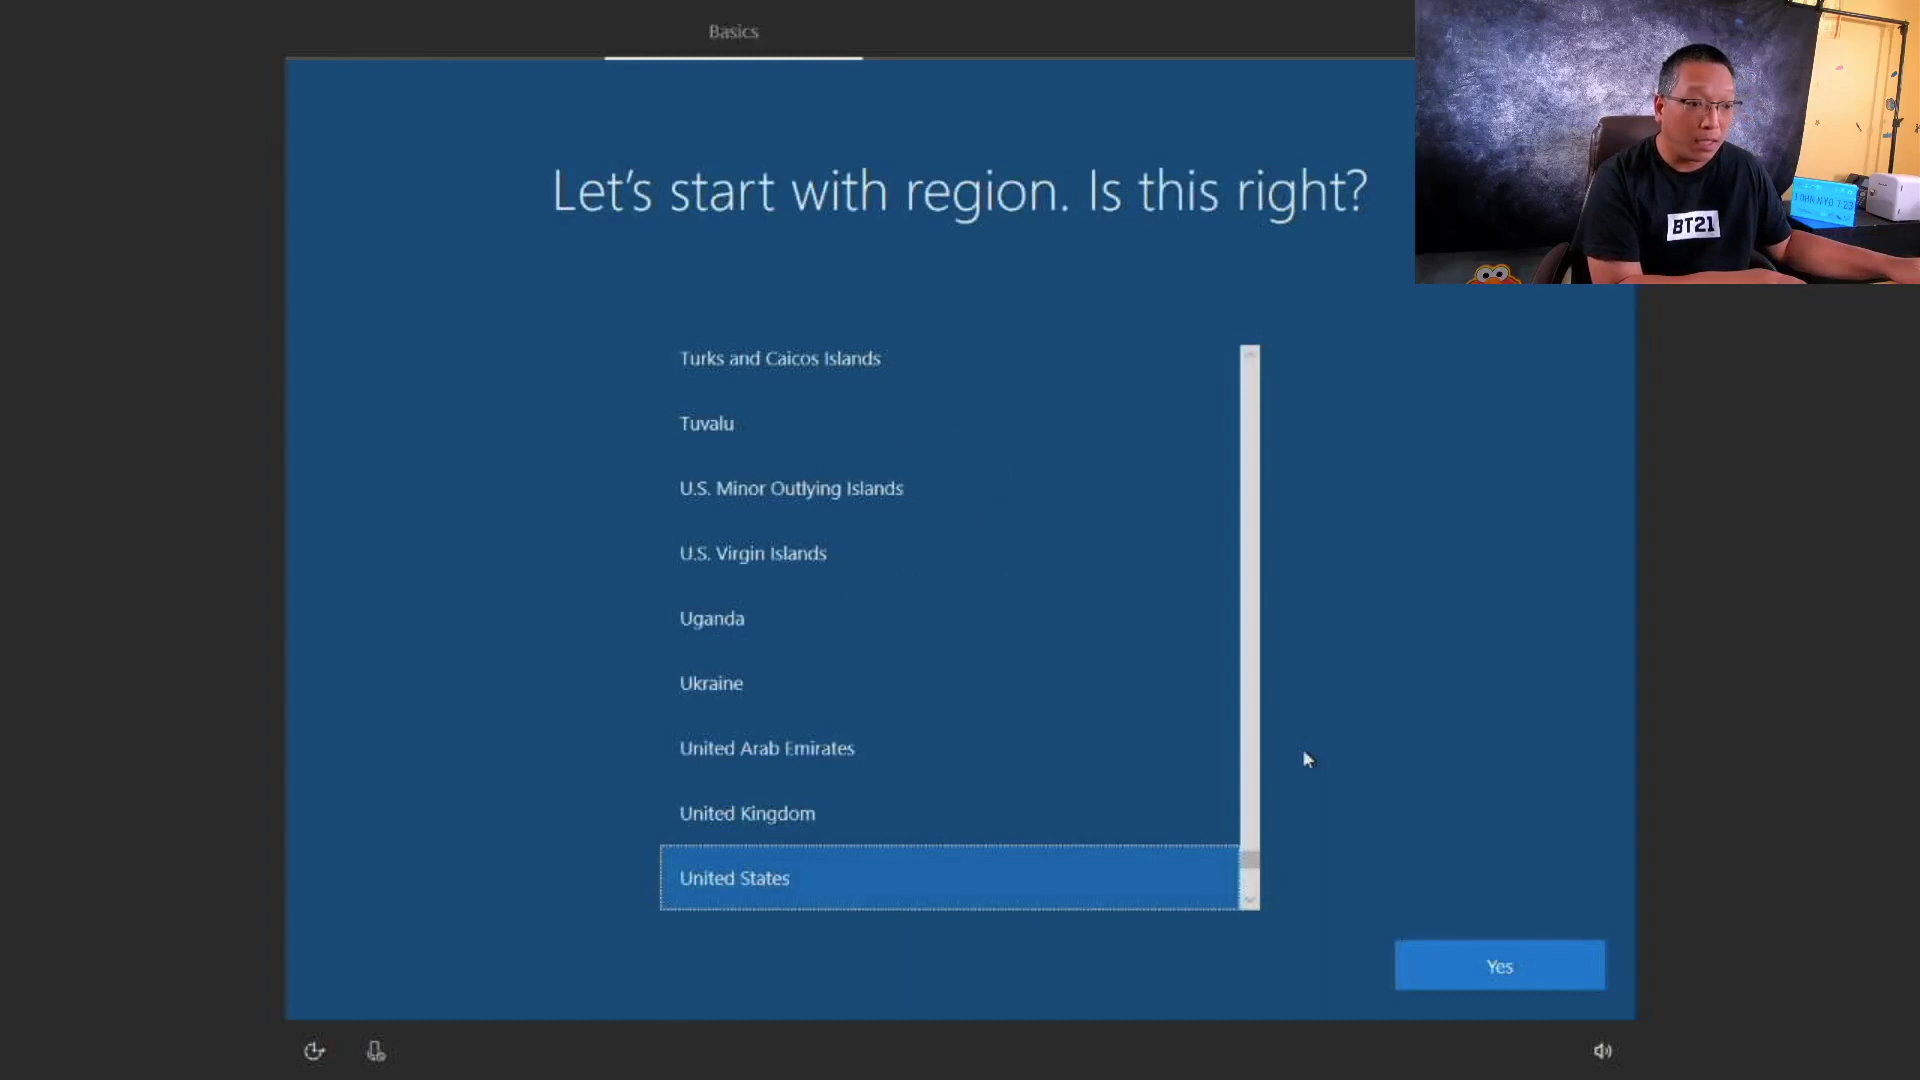 Basics
Let's start with region. Is this right?
BT21
Turks and Caicos Islands
Tuvalu
U.S. Minor Outlying Islands
U.S. Virgin Islands
Uganda
Ukraine
United Arab Emirates
United Kingdom
United States
Yes